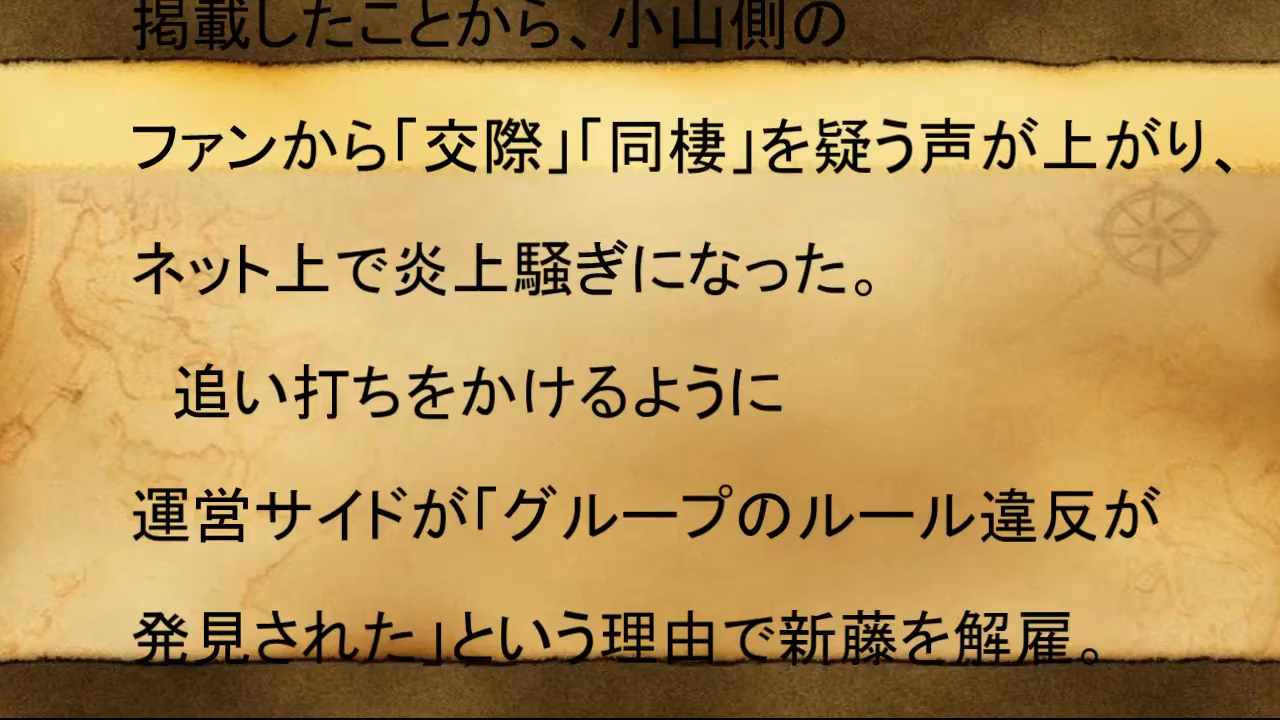 掲載したことから、小山側の
ファンから「交際」「同棲」を疑う声が上がり、
ネット上で炎上騒ぎになった。
追い打ちをかけるように
運営サイドが「グループのルール違反が
発見された」という理由で新藤を解雇。